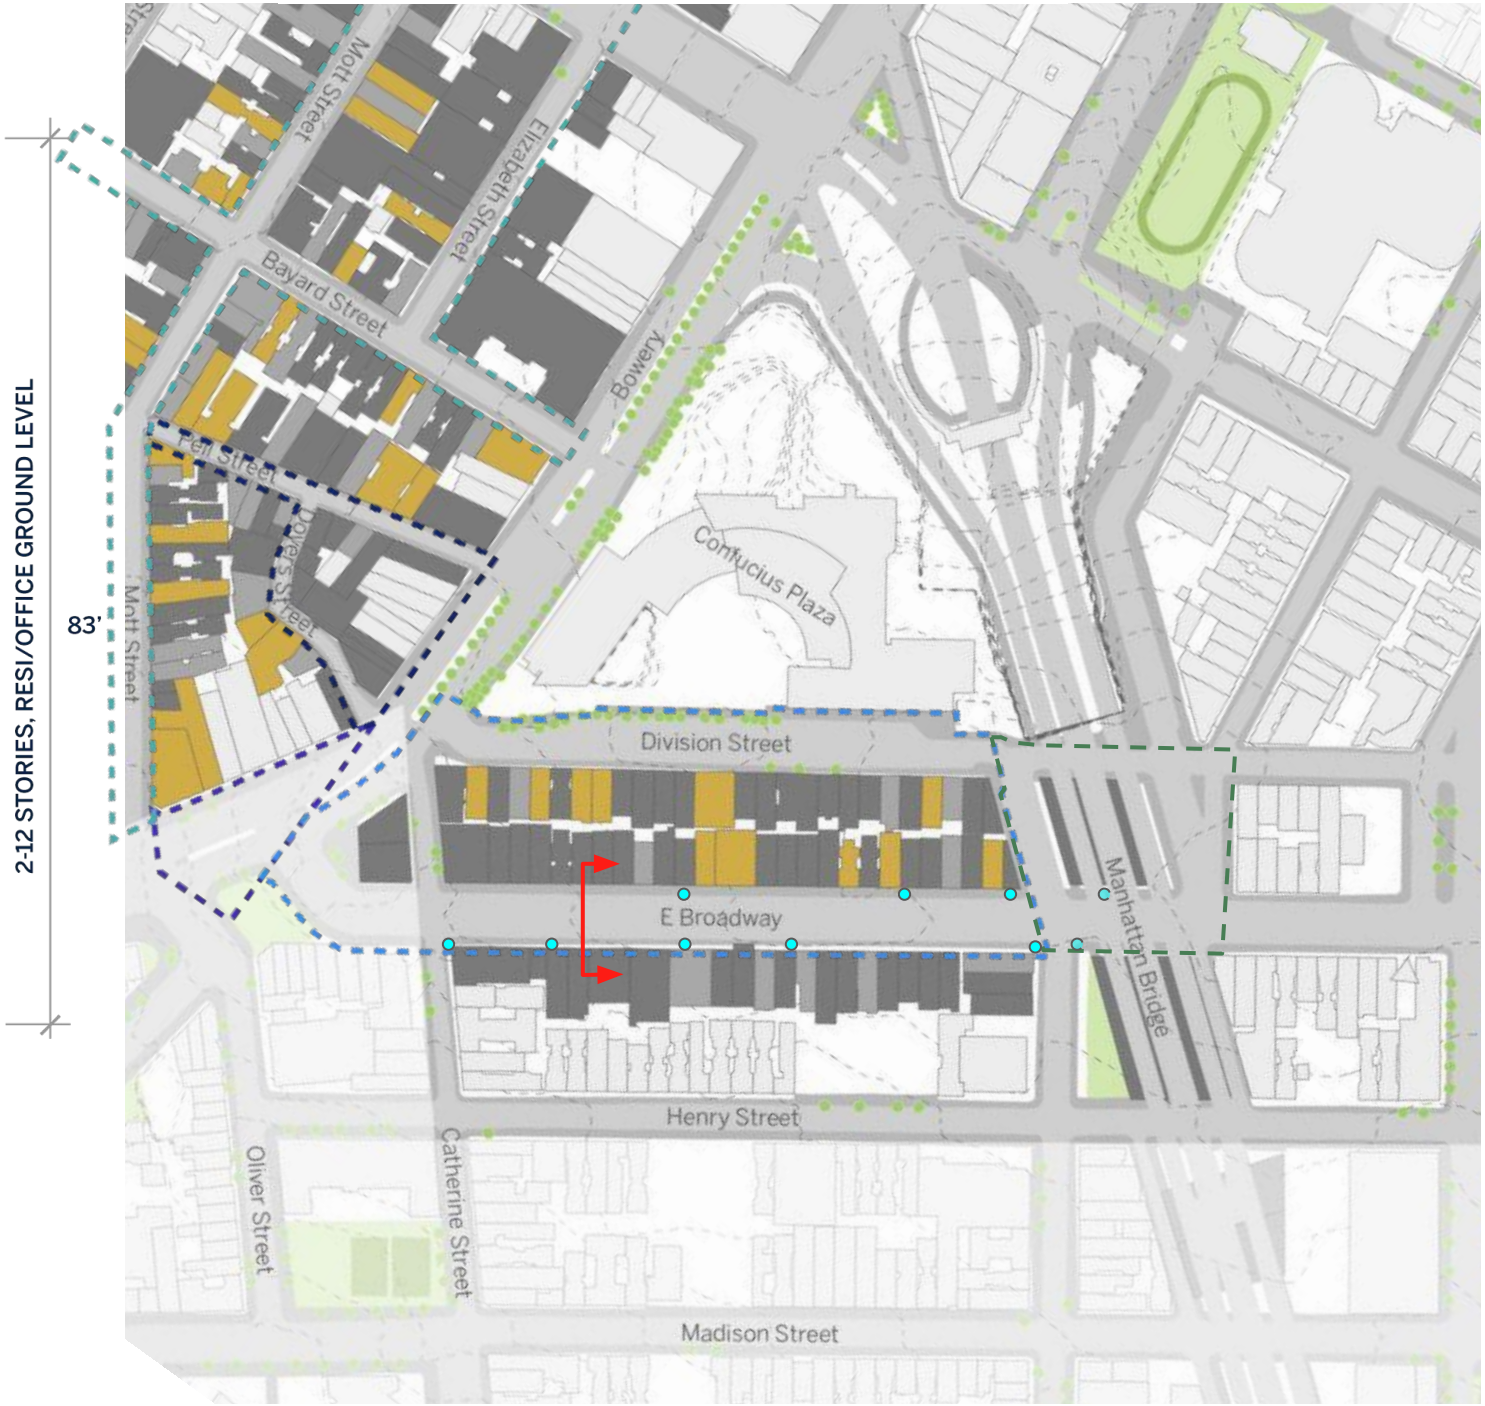 Mott Street
Elizabeth Street
Bayard Street
Bowery
Pell Street
Doyers Street
Confucius Plaza
2-12 STORIES, RESI/OFFICE GROUND LEVEL
83'
Mott Street
Division Street
E Broadway
Manhattan Bridge
Henry Street
Oliver Street
Catherine Street
Madison Street